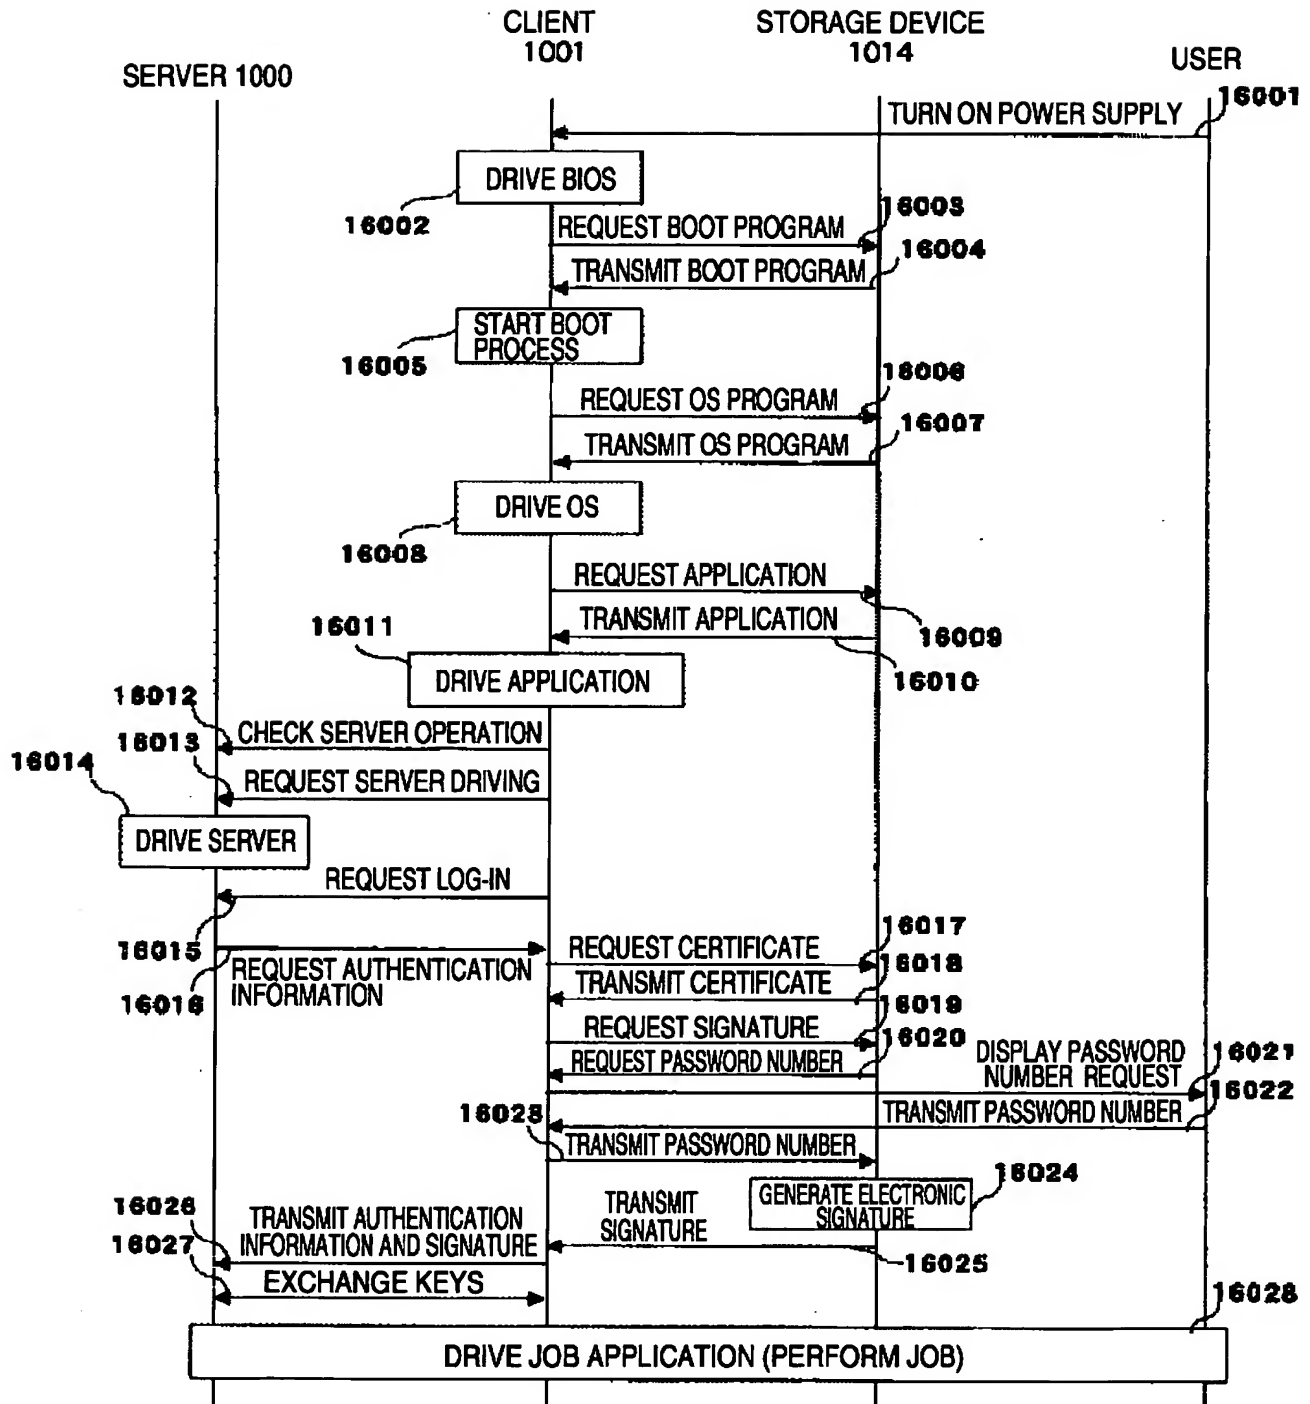 CLIENT
1001
STORAGE DEVICE
1014
SERVER 1000
USER
16001
TURN ON POWER SUPPLY
DRIVE BIOS
16002
16003
REQUEST BOOT PROGRAM
16004
TRANSMIT BOOT PROGRAM
START BOOT
PROCESS
16005
16006
REQUEST OS PROGRAM
16007
TRANSMIT OS PROGRAM
DRIVE OS
16008
REQUEST APPLICATION
16009
TRANSMIT APPLICATION
16010
16011
DRIVE APPLICATION
16012
CHECK SERVER OPERATION
16013
REQUEST SERVER DRIVING
16014
DRIVE SERVER
REQUEST LOG-IN
16015
REQUEST AUTHENTICATION
INFORMATION
16016
16017
REQUEST CERTIFICATE
16018
TRANSMIT CERTIFICATE
16019
REQUEST SIGNATURE
16020
REQUEST PASSWORD NUMBER
DISPLAY PASSWORD
NUMBER REQUEST
16021
16022
TRANSMIT PASSWORD NUMBER
16023
TRANSMIT PASSWORD NUMBER
16024
GENERATE ELECTRONIC
SIGNATURE
TRANSMIT
SIGNATURE
16025
16026
TRANSMIT AUTHENTICATION
INFORMATION AND SIGNATURE
16027
EXCHANGE KEYS
16028
DRIVE JOB APPLICATION (PERFORM JOB)